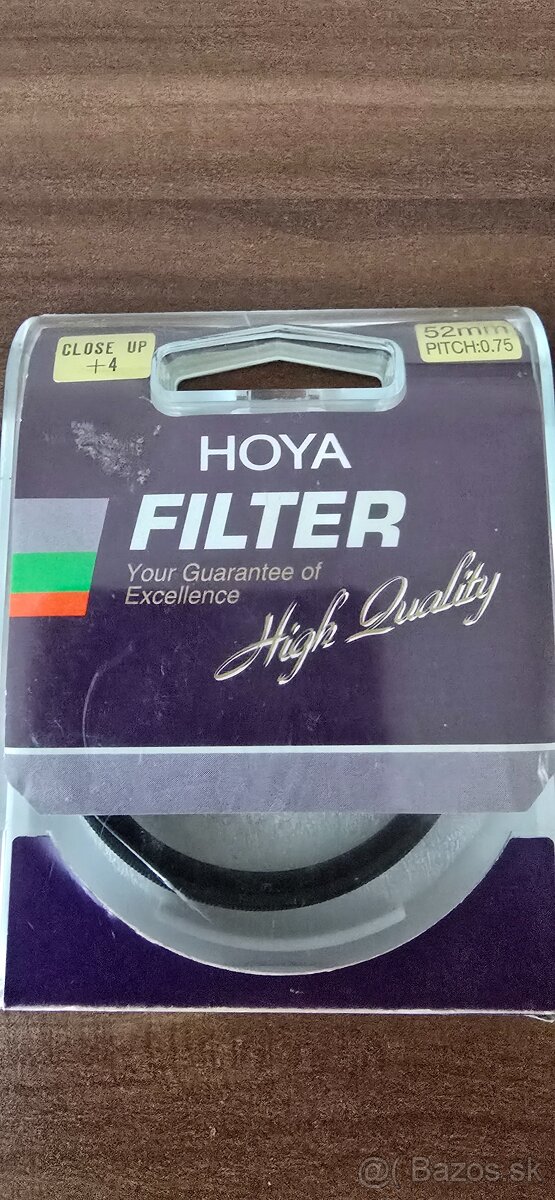 CLOSE UP
+4
52mm
PITCH:0.75
HOYA
FILTER
Your Guarantee of
Excellence
High Quality
@( Bazos.sk